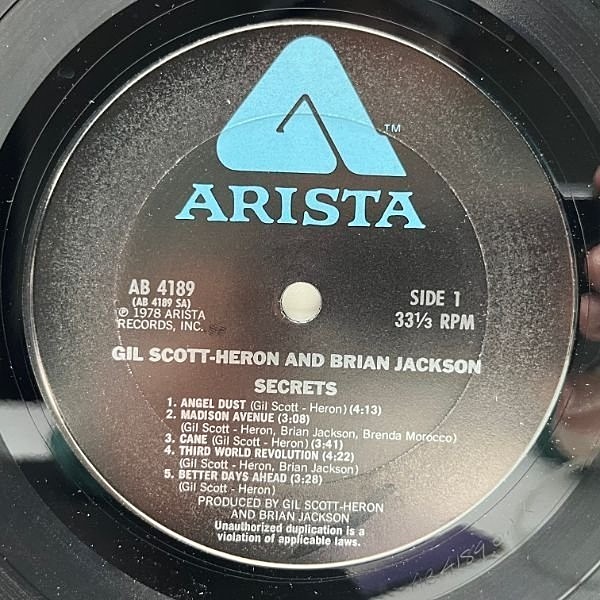 TM
ARISTA
AB 4189
(AB 4189 SA)
℗ 1978 ARISTA
RECORDS, INC.
SIDE 1
33⅓ RPM
GIL SCOTT-HERON AND BRIAN JACKSON
SECRETS
1. ANGEL DUST (Gil Scott - Heron) (4:13)
2. MADISON AVENUE (3:08)
(Gil Scott - Heron, Brian Jackson, Brenda Morocco)
3. CANE (Gil Scott - Heron) (3:41)
4. THIRD WORLD REVOLUTION (4:22)
(Gil Scott - Heron, Brian Jackson)
5. BETTER DAYS AHEAD (3:28)
(Gil Scott - Heron)
PRODUCED BY GIL SCOTT-HERON
AND BRIAN JACKSON
Unauthorized duplication is a
violation of applicable laws.